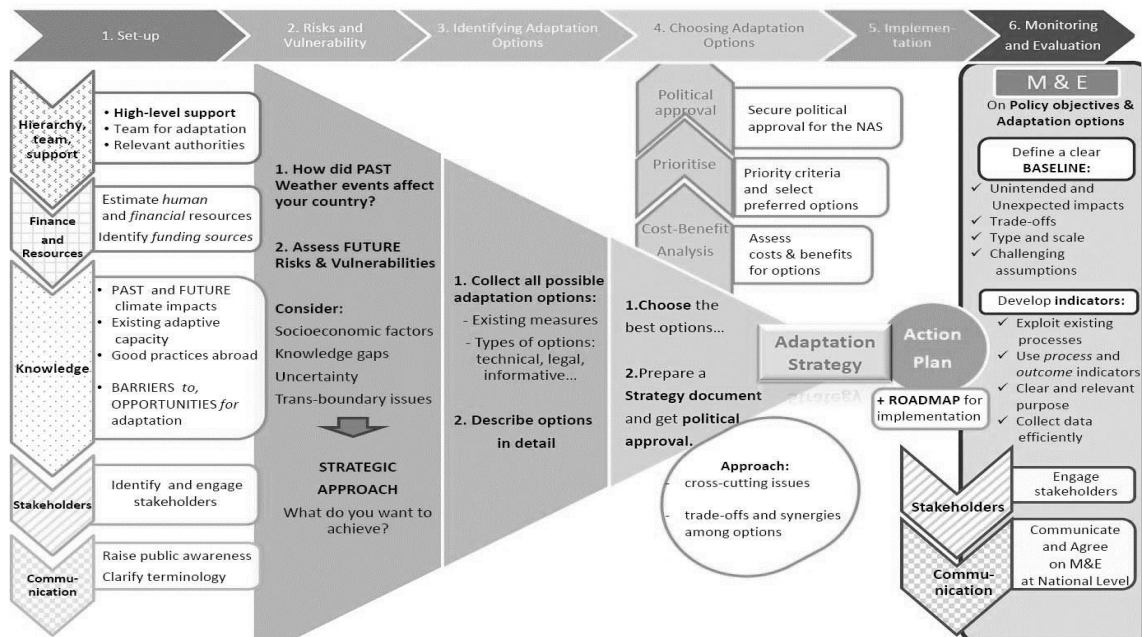 1. Set-up
2. Risks and
Vulnerability
3. Identifying Adaptation
Options
4. Choosing Adaptation
Options
5. Implemen-
tation
6. Monitoring
and Evaluation
Hierarchy,
team,
support
• High-level support
• Team for adaptation
• Relevant authorities
Finance
and
Resources
Estimate human
and financial resources
Identify funding sources
Knowledge
• PAST and FUTURE
climate impacts
• Existing adaptive
capacity
• Good practices abroad
• BARRIERS to,
OPPORTUNITIES for
adaptation
Stakeholders
Identify and engage
stakeholders
Commu-
nication
Raise public awareness
Clarify terminology
1. How did PAST
Weather events affect
your country?
2. Assess FUTURE
Risks & Vulnerabilities
Consider:
Socioeconomic factors
Knowledge gaps
Uncertainty
Trans-boundary issues
STRATEGIC
APPROACH
What do you want to
achieve?
1. Collect all possible
adaptation options:
- Existing measures
- Types of options:
technical, legal,
informative...
2. Describe options
in detail
Political
approval
Secure political
approval for the NAS
Prioritise
Priority criteria
and select
preferred options
Cost-Benefit
Analysis
Assess
costs & benefits
for options
1.Choose the
best options...
2.Prepare a
Strategy document
and get political
approval.
Approach:
- cross-cutting issues
- trade-offs and synergies
among options
Adaptation
Strategy
Action
Plan
+ ROADMAP for
implementation
M & E
On Policy objectives &
Adaptation options
Define a clear
BASELINE:
✓ Unintended and
Unexpected impacts
✓ Trade-offs
✓ Type and scale
✓ Challenging
assumptions
Develop indicators:
✓ Exploit existing
processes
✓ Use process and
outcome indicators
✓ Clear and relevant
purpose
✓ Collect data
efficiently
Stakeholders
Engage
stakeholders
Commu-
nication
Communicate
and Agree
on M&E
at National Level